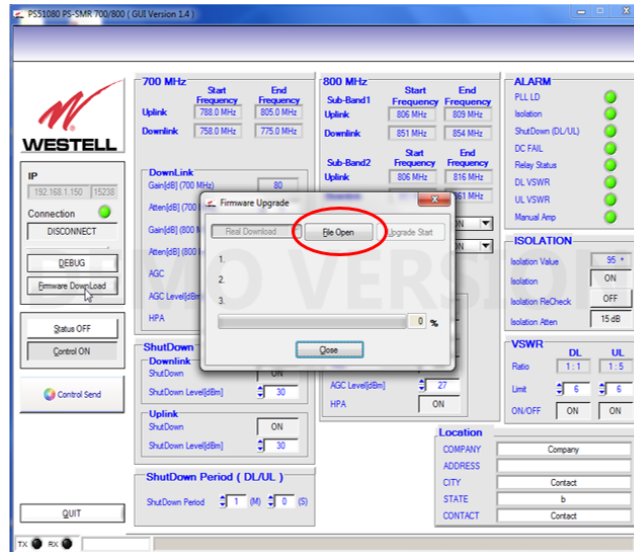 PS51080 PS-SMR 700/800 ( GUI Version 1.4 )
WESTELL
IP
192.168.1.150 15238
Connection
DISCONNECT
DEBUG
Firmware DownLoad
Status OFF
Control ON
Control Send
QUIT
TX RX
700 MHz
Start Frequency End Frequency
Uplink 788.0 MHz 805.0 MHz
Downlink 758.0 MHz 775.0 MHz
DownLink
Gain[dB] (700 MHz) 80
Atten[dB] (700
Gain[dB] (800 M
Atten[dB] (800
AGC
AGC Level[dBm
HPA
ShutDown
Downlink
ShutDown ON
ShutDown Level[dBm] 30
Uplink
ShutDown ON
ShutDown Level[dBm] 30
ShutDown Period ( DL/UL )
ShutDown Period 1 (M) 0 (S)
800 MHz
Sub-Band1 Start Frequency End Frequency
Uplink 806 MHz 809 MHz
Downlink 851 MHz 854 MHz
Sub-Band2 Start Frequency End Frequency
Uplink 806 MHz 816 MHz
861 MHz
ON
ON
AGC Level[dBm] 27
HPA ON
Firmware Upgrade
Real Download File Open Upgrade Start
1.
2.
3.
0 %
Close
DEMO VERSION
ALARM
PLL LD
Isolation
ShutDown (DL/UL)
DC FAIL
Relay Status
DL VSWR
UL VSWR
Manual Amp
ISOLATION
Isolation Value 95 *
Isolation ON
Isolation ReCheck OFF
Isolation Atten 15 dB
VSWR
DL UL
Ratio 1 : 1 1 : 5
Limit 6 6
ON/OFF ON ON
Location
COMPANY Company
ADDRESS
CITY Contact
STATE b
CONTACT Contact